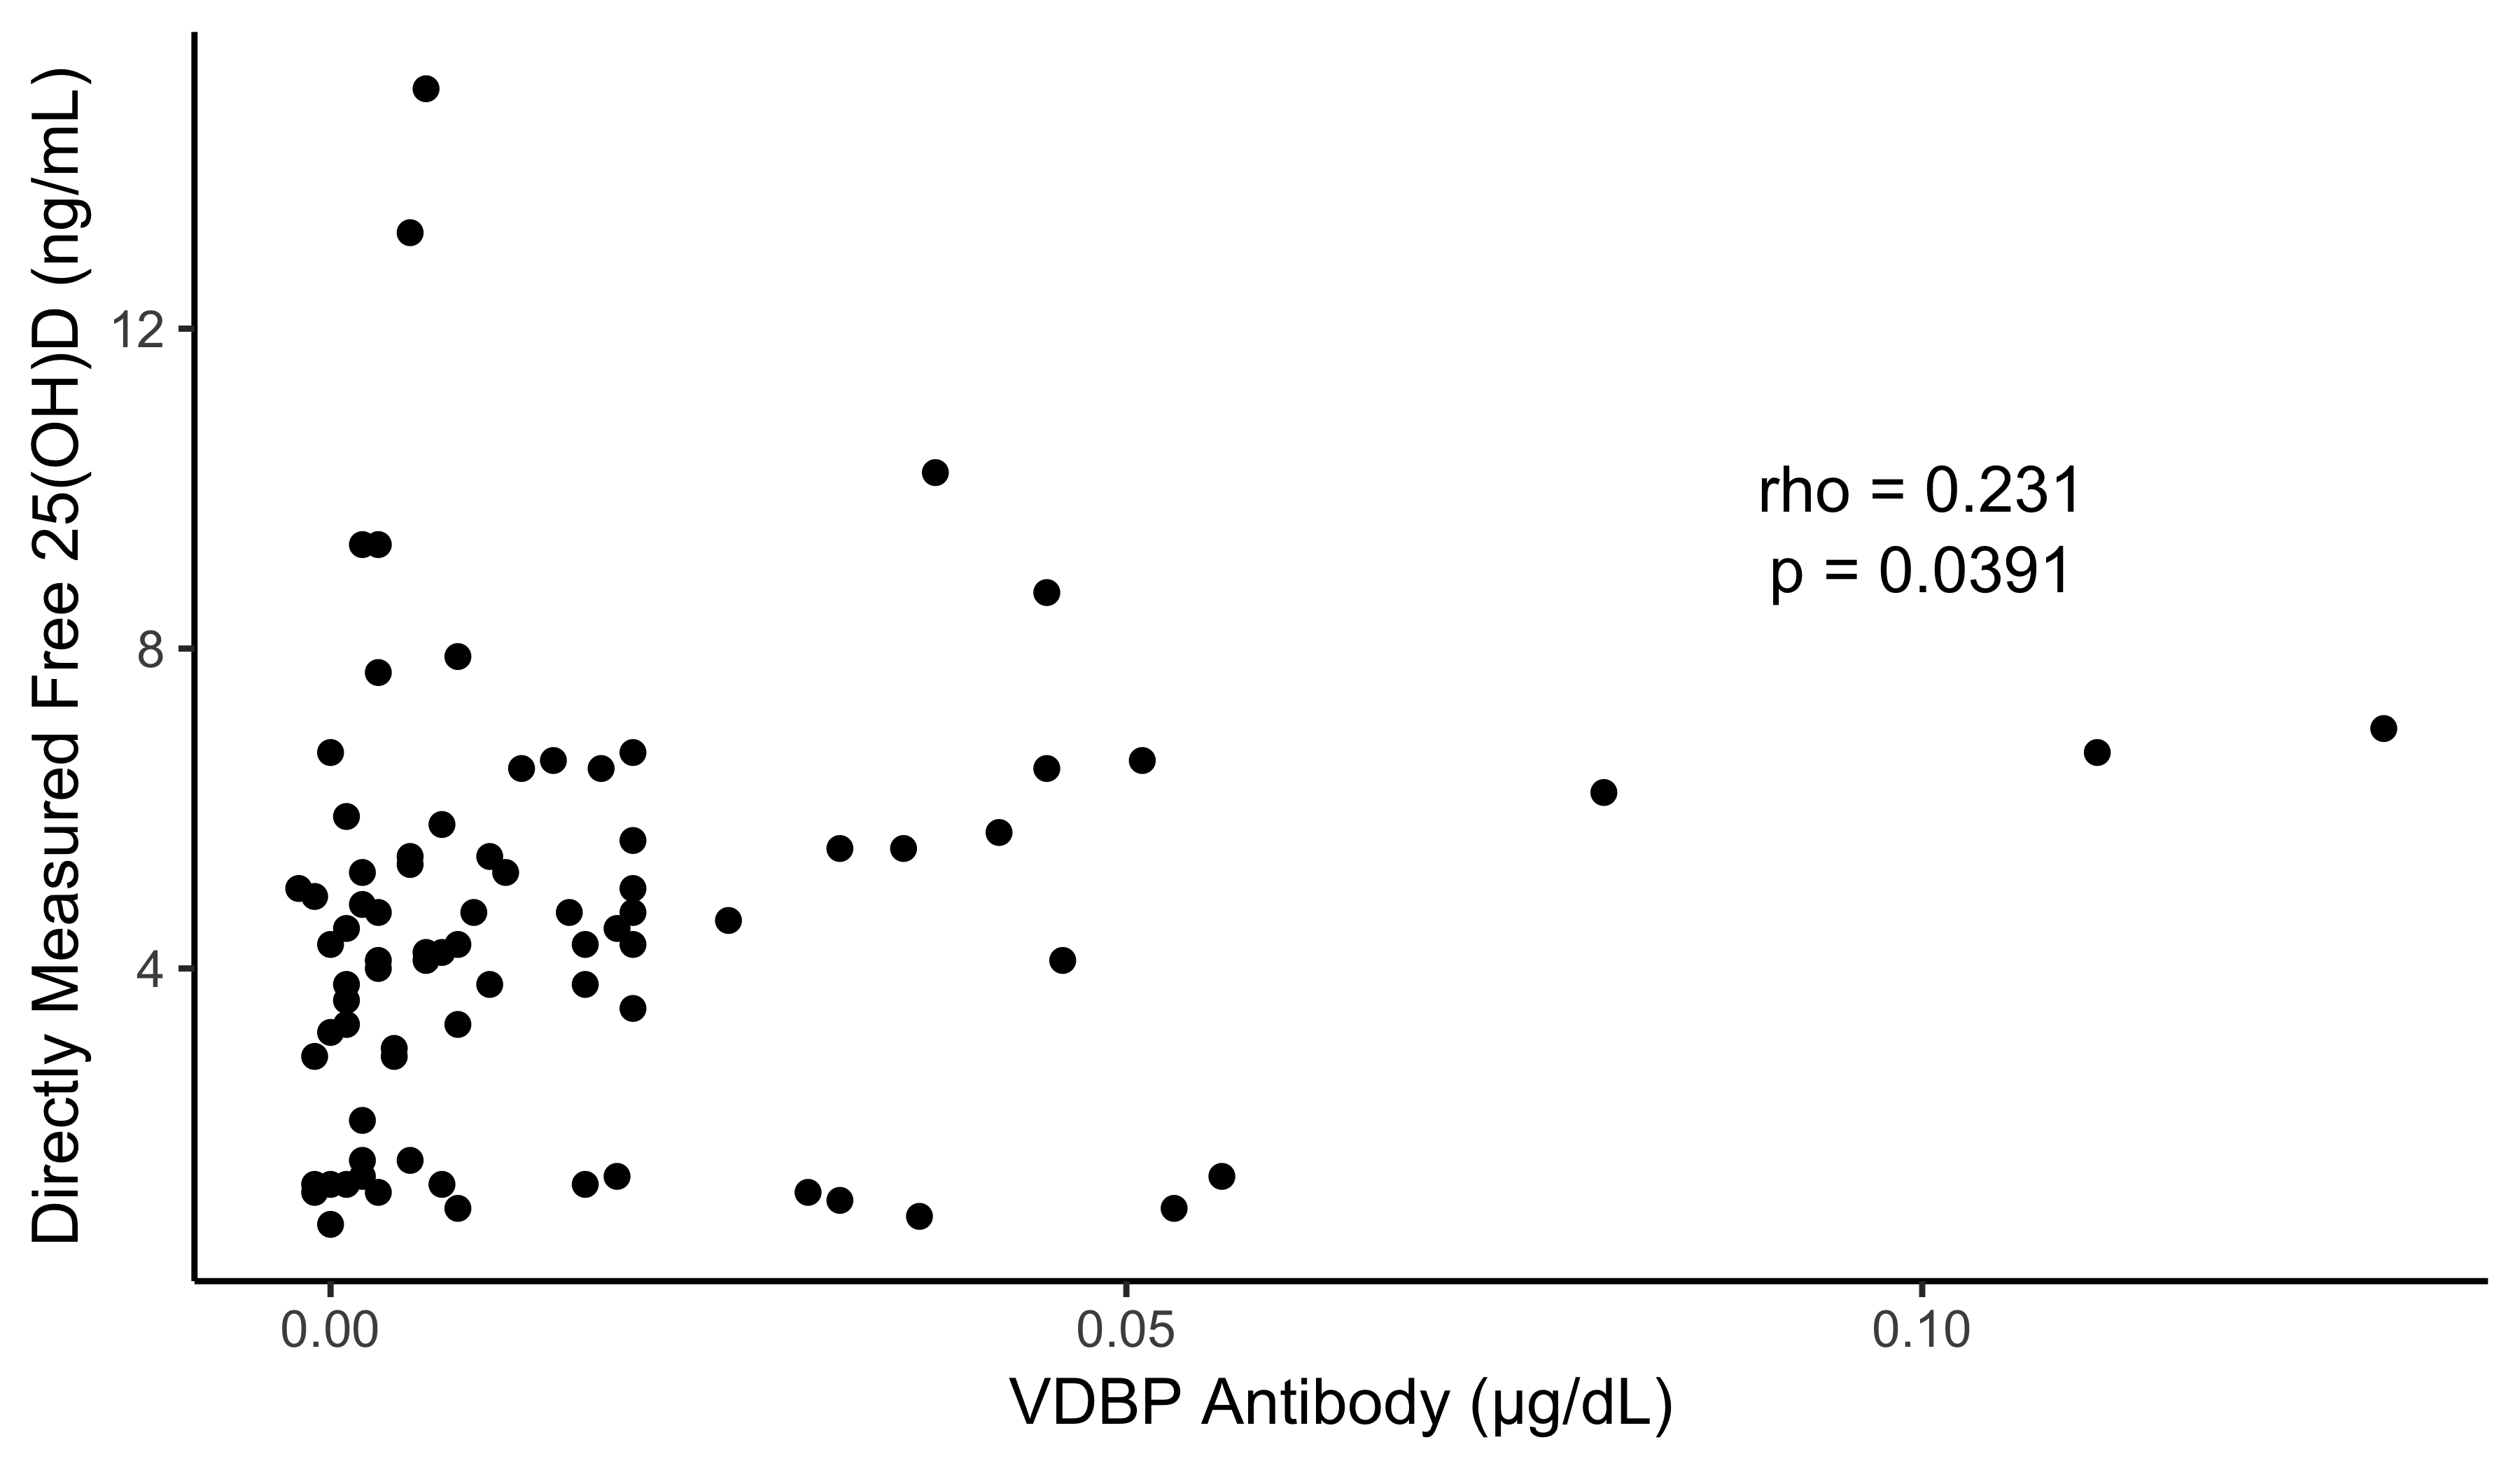 Directly Measured Free 25(OH)D (ng/mL)
12
8
4
rho = 0.231
p = 0.0391
0.00
0.05
0.10
VDBP Antibody (µg/dL)